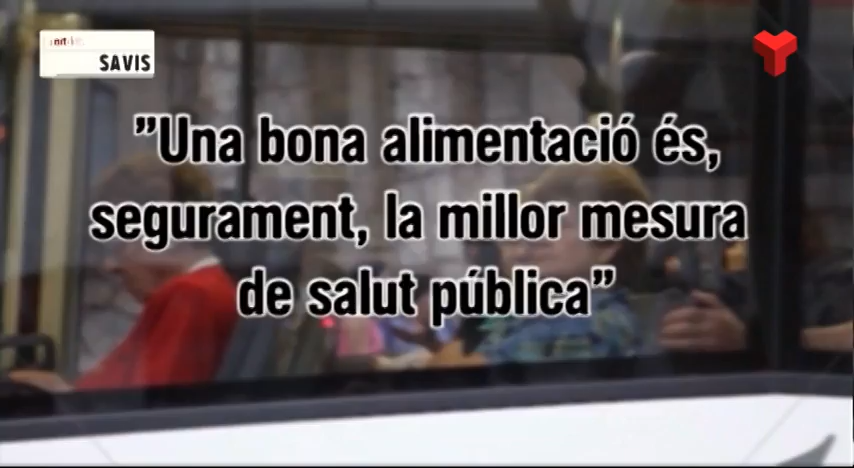 SAVIS
"Una bona alimentació és,
segurament, la millor mesura
de salut pública"